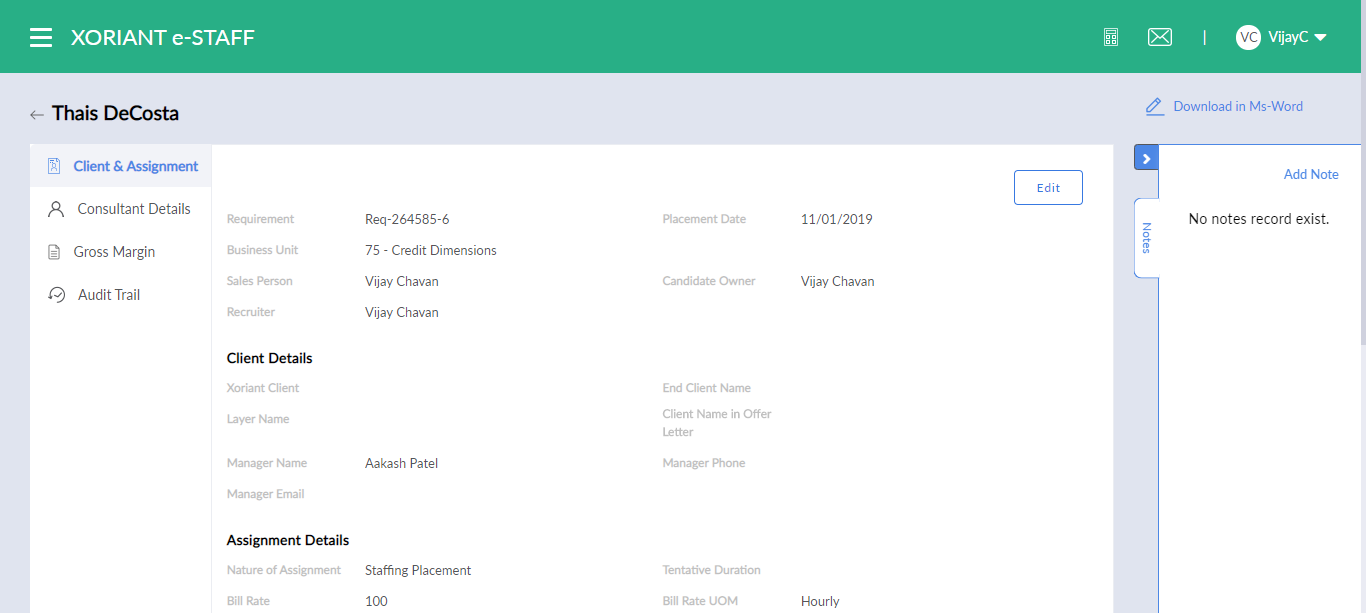 XORIANT e-STAFF
|
VC VijayC
Thais DeCosta
Download in Ms-Word
Client & Assignment
Consultant Details
Gross Margin
Audit Trail
Edit
Requirement Req-264585-6 Placement Date 11/01/2019
Business Unit 75 - Credit Dimensions
Sales Person Vijay Chavan Candidate Owner Vijay Chavan
Recruiter Vijay Chavan
Client Details
Xoriant Client End Client Name
Layer Name Client Name in Offer
Letter
Manager Name Aakash Patel Manager Phone
Manager Email
Assignment Details
Nature of Assignment Staffing Placement Tentative Duration
Bill Rate 100 Bill Rate UOM Hourly
Add Note
Notes
No notes record exist.